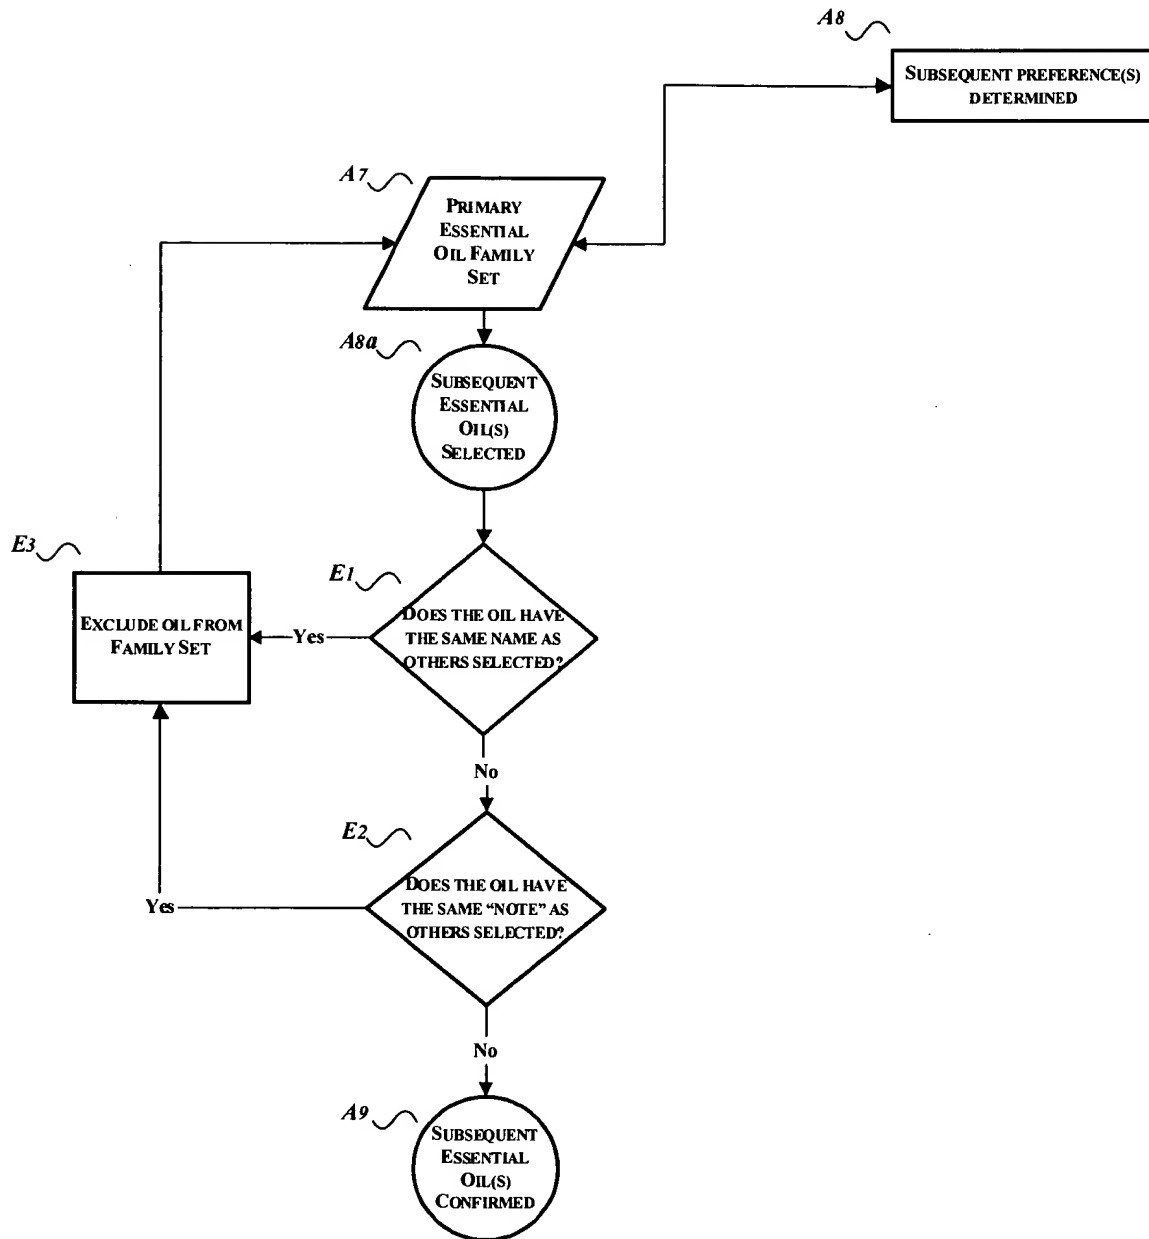 A8
SUBSEQUENT PREFERENCE(S)
DETERMINED
A7
PRIMARY
ESSENTIAL
OIL FAMILY
SET
A8a
SUBSEQUENT
ESSENTIAL
OIL(S)
SELECTED
E3
EXCLUDE OIL FROM
FAMILY SET
E1
DOES THE OIL HAVE
THE SAME NAME AS
OTHERS SELECTED?
Yes
No
E2
DOES THE OIL HAVE
THE SAME “NOTE” AS
OTHERS SELECTED?
Yes
No
A9
SUBSEQUENT
ESSENTIAL
OIL(S)
CONFIRMED